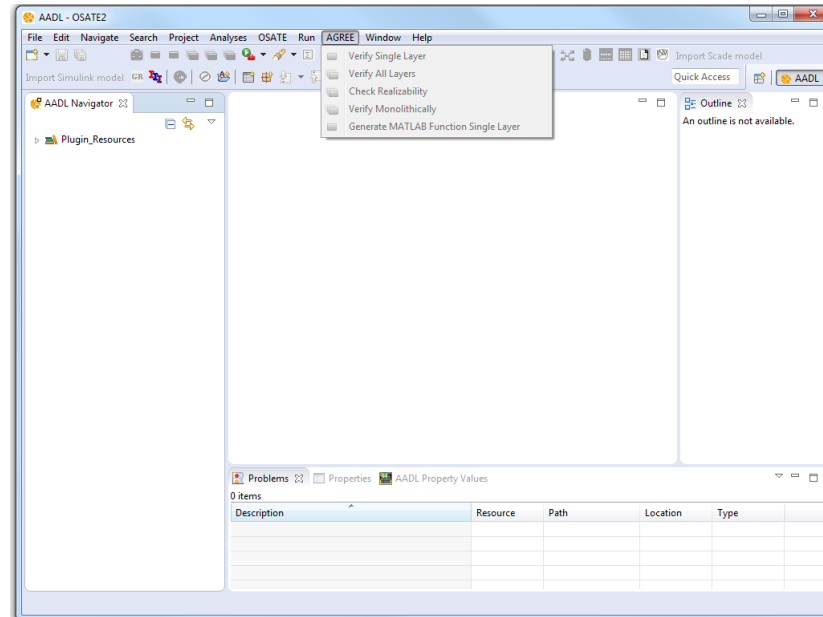 AADL - OSATE2
File Edit Navigate Search Project Analyses OSATE Run AGREE Window Help
Verify Single Layer
Verify All Layers
Check Realizability
Verify Monolithically
Generate MATLAB Function Single Layer
Import Scade model
Import Simulink model GR
Quick Access
AADL
AADL Navigator
Plugin_Resources
Outline
An outline is not available.
Problems Properties AADL Property Values
0 items
Description Resource Path Location Type